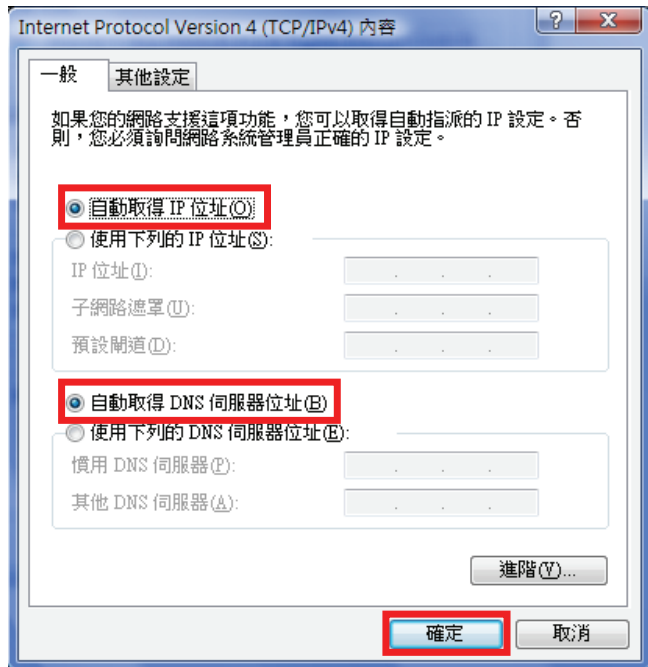 Internet Protocol Version 4 (TCP/IPv4) 內容
一般
其他設定
如果您的網路支援這項功能，您可以取得自動指派的 IP 設定。否
則，您必須詢問網路系統管理員正確的 IP 設定。
自動取得 IP 位址(O)
使用下列的 IP 位址(S):
IP 位址(I):
子網路遮罩(U):
預設閘道(D):
自動取得 DNS 伺服器位址(B)
使用下列的 DNS 伺服器位址(E):
慣用 DNS 伺服器(P):
其他 DNS 伺服器(A):
進階(V)...
確定
取消